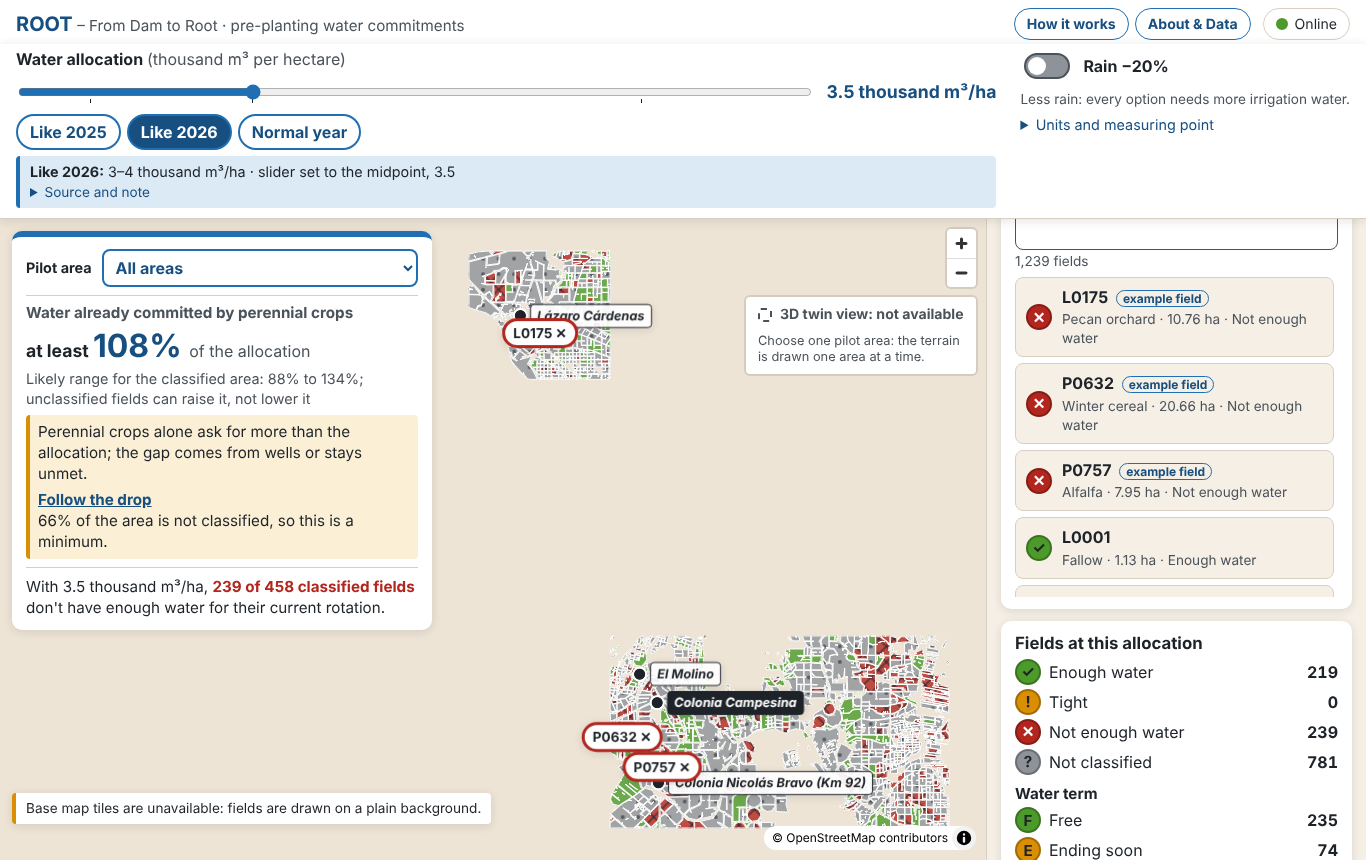 ROOT – From Dam to Root · pre-planting water commitments
How it works
About & Data
Online
Water allocation (thousand m³ per hectare)
3.5 thousand m³/ha
Like 2025
Like 2026
Normal year
Like 2026: 3–4 thousand m³/ha · slider set to the midpoint, 3.5
Source and note
Rain −20%
Less rain: every option needs more irrigation water.
Units and measuring point
Pilot area
All areas
Water already committed by perennial crops
at least 108% of the allocation
Likely range for the classified area: 88% to 134%;
unclassified fields can raise it, not lower it
Perennial crops alone ask for more than the
allocation; the gap comes from wells or stays
unmet.
Follow the drop
66% of the area is not classified, so this is a
minimum.
With 3.5 thousand m³/ha, 239 of 458 classified fields
don't have enough water for their current rotation.
Lázaro Cárdenas
L0175 ×
+
−
3D twin view: not available
Choose one pilot area: the terrain
is drawn one area at a time.
El Molino
Colonia Campesina
P0632 ×
P0757 ×
Colonia Nicolás Bravo (Km 92)
Base map tiles are unavailable: fields are drawn on a plain background.
© OpenStreetMap contributors
1,239 fields
L0175 example field
Pecan orchard · 10.76 ha · Not enough
water
P0632 example field
Winter cereal · 20.66 ha · Not enough
water
P0757 example field
Alfalfa · 7.95 ha · Not enough water
L0001
Fallow · 1.13 ha · Enough water
Fields at this allocation
Enough water 219
! Tight 0
Not enough water 239
? Not classified 781
Water term
F Free 235
E Ending soon 74